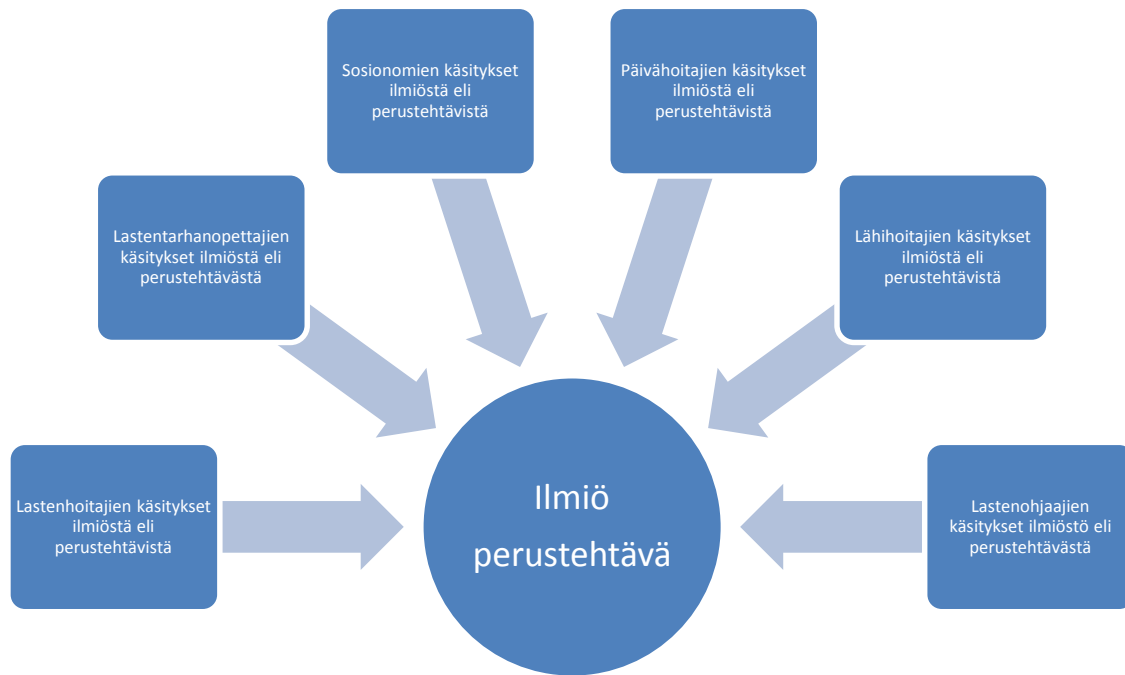 Sosionomien käsitykset
ilmiöstä eli
perustehtävistä
Päivähoitajien käsitykset
ilmiöstä eli
perustehtävistä
Lastentarhanopettajien
käsitykset ilmiöstä eli
perustehtävästä
Lähihoitajien käsitykset
ilmiöstä eli
perustehtävistä
Lastenhoitajien käsitykset
ilmiöstä eli
perustehtävistä
Lastenohjaajien
käsitykset ilmiöstö eli
perustehtävästä
Ilmiö
perustehtävä